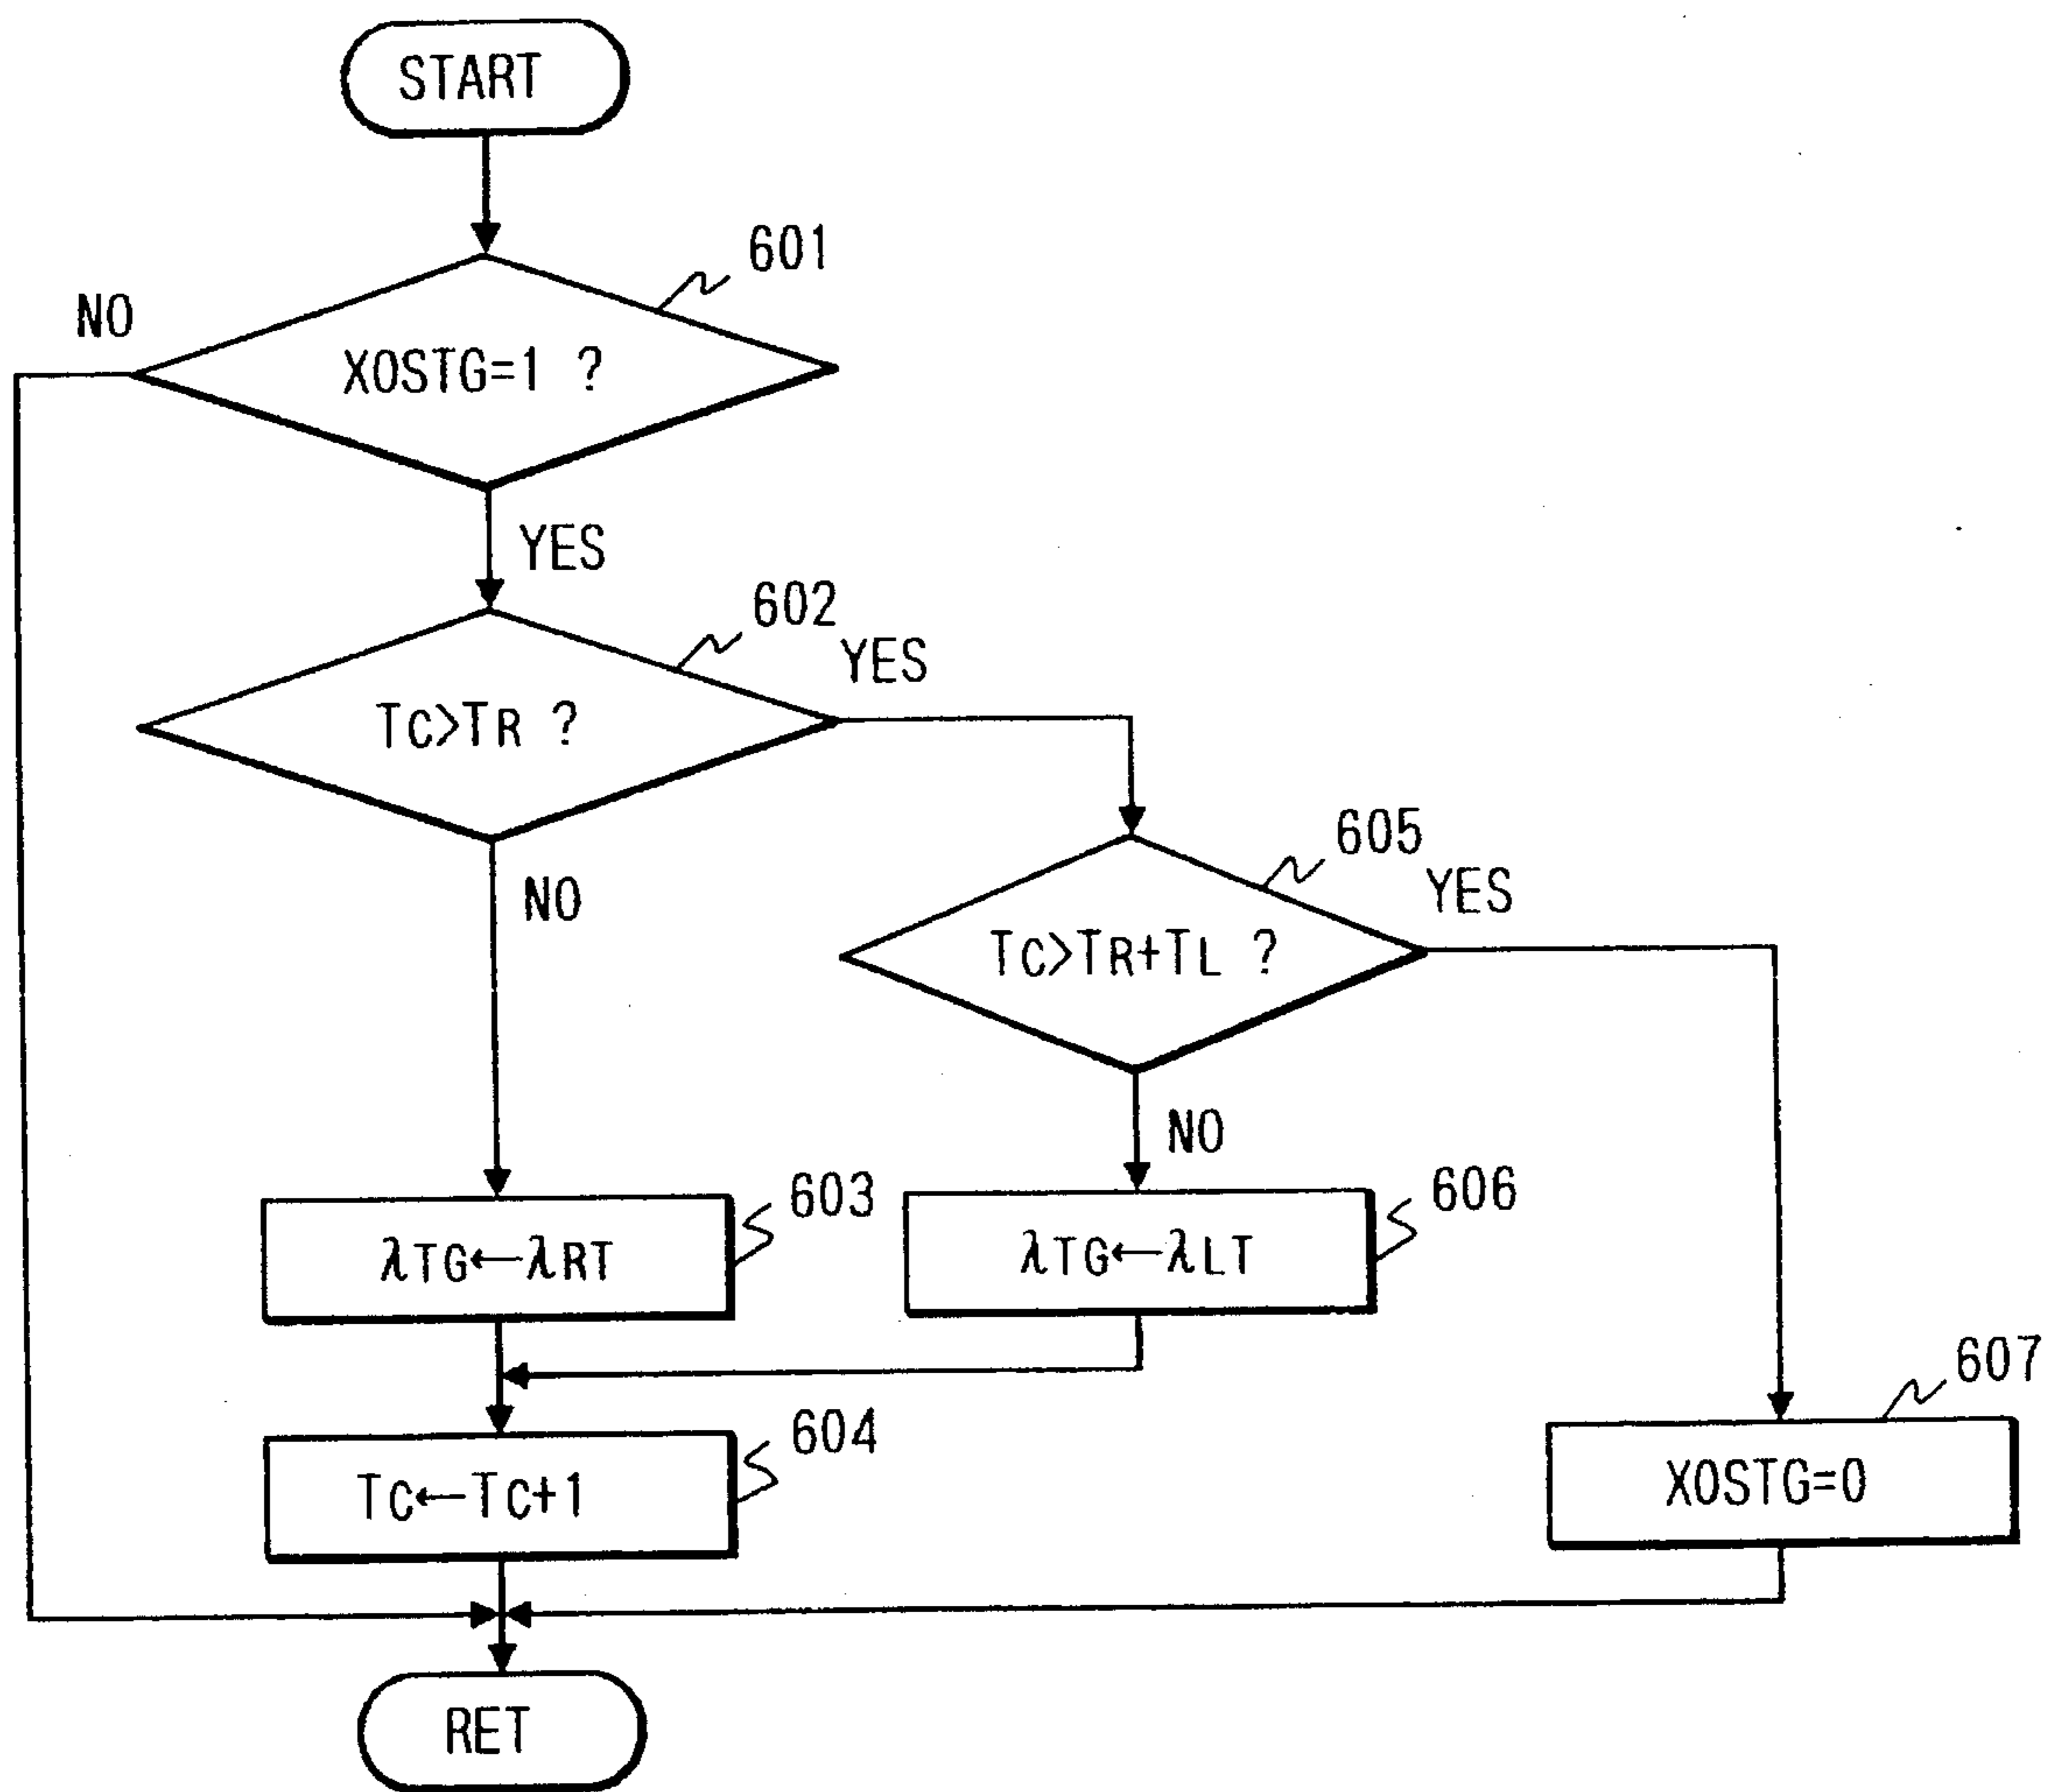 START
601
NO
XOSTG=1 ?
YES
602
YES
TC>TR ?
NO
605
YES
TC>TR+TL ?
NO
603
λTG←λRT
606
λTG←λLT
604
TC←TC+1
607
XOSTG=0
RET